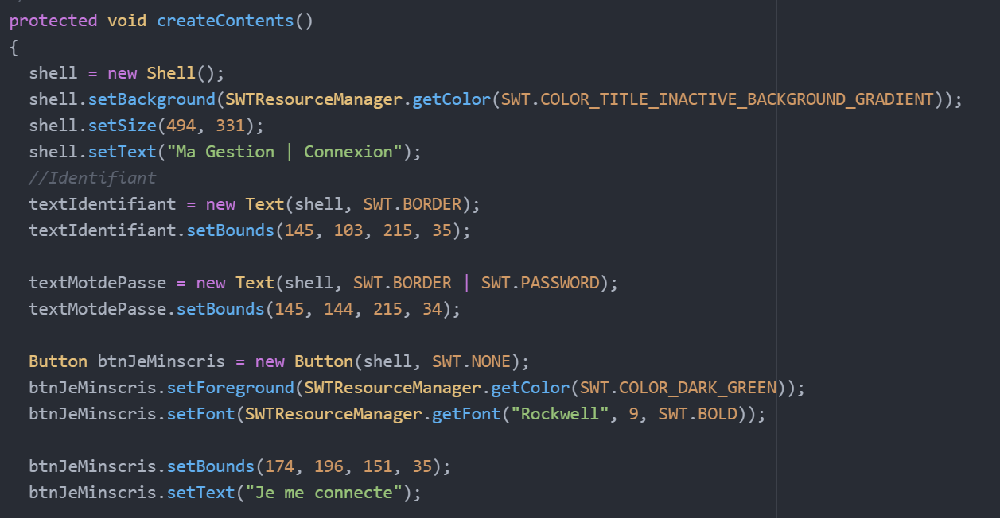 protected void createContents()
{
shell = new Shell();
shell.setBackground(SWTResourceManager.getColor(SWT.COLOR_TITLE_INACTIVE_BACKGROUND_GRADIENT));
shell.setSize(494, 331);
shell.setText("Ma Gestion | Connexion");
//Identifiant
textIdentifiant = new Text(shell, SWT.BORDER);
textIdentifiant.setBounds(145, 103, 215, 35);
textMotdePasse = new Text(shell, SWT.BORDER | SWT.PASSWORD);
textMotdePasse.setBounds(145, 144, 215, 34);
Button btnJeMinscris = new Button(shell, SWT.NONE);
btnJeMinscris.setForeground(SWTResourceManager.getColor(SWT.COLOR_DARK_GREEN));
btnJeMinscris.setFont(SWTResourceManager.getFont("Rockwell", 9, SWT.BOLD));
btnJeMinscris.setBounds(174, 196, 151, 35);
btnJeMinscris.setText("Je me connecte");